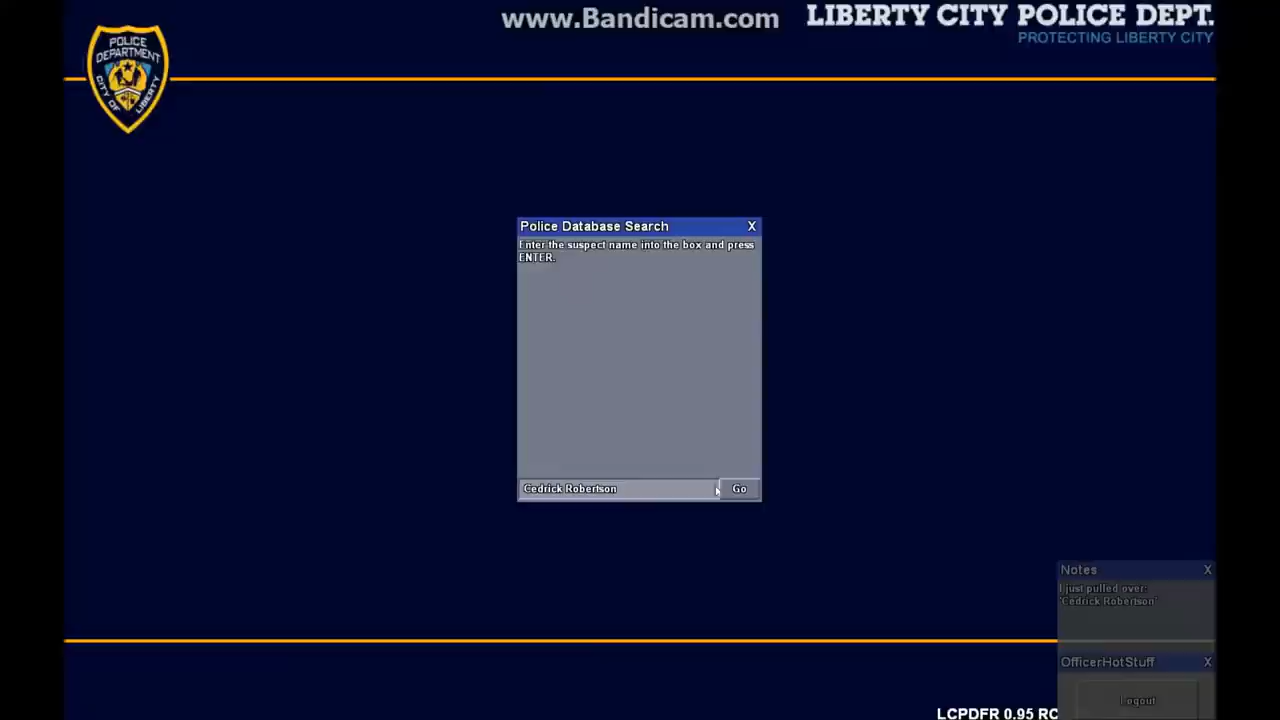 www.Bandicam.com
LIBERTY CITY POLICE DEPT.
PROTECTING LIBERTY CITY
POLICE
DEPARTMENT
CITY OF LIBERTY
Police Database Search X
Enter the suspect name into the box and press
ENTER.
Cedrick Robertson Go
Notes X
I just pulled over:
'Cedrick Robertson'
OfficerHotStuff X
Logout
LCPDFR 0.95 RC